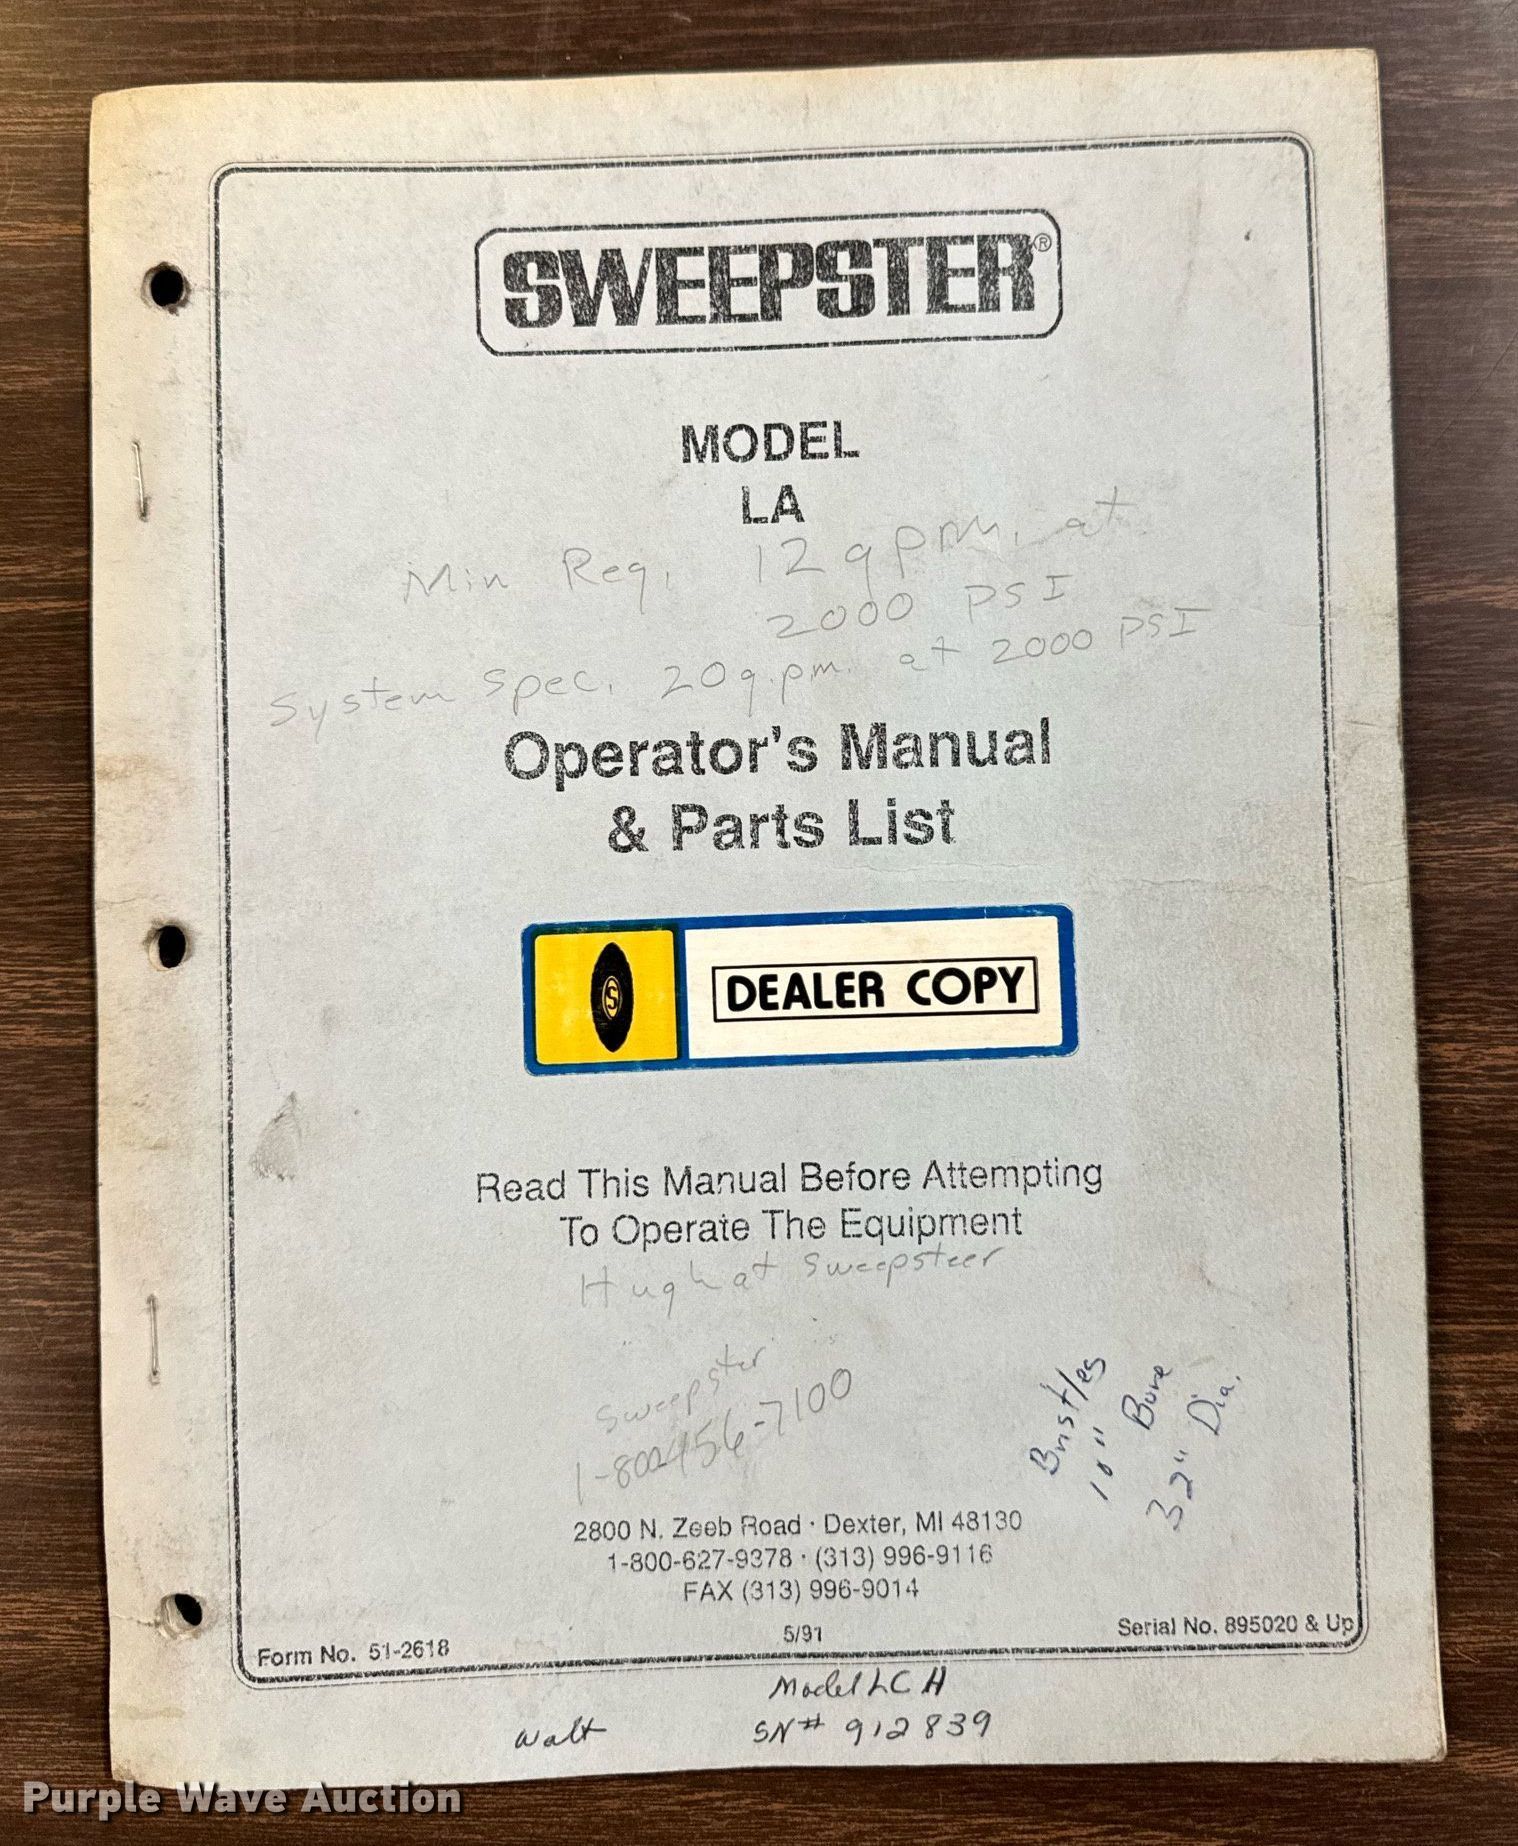 SWEEPSTER®
MODEL
LA
Min Req. 12 gpm. at
2000 PSI
System Spec. 20 g.p.m. at 2000 PSI
Operator's Manual
& Parts List
S
DEALER COPY
Read This Manual Before Attempting
To Operate The Equipment
Hugh at Sweepsteer
Sweepster
1-800-456-7100
Bristles
10" Bore
32" Dia.
2800 N. Zeeb Road · Dexter, MI 48130
1-800-627-9378 · (313) 996-9116
FAX (313) 996-9014
5/91
Form No. 51-2618
Serial No. 895020 & Up
Model LCH
Walt
SN# 912839
Purple Wave Auction